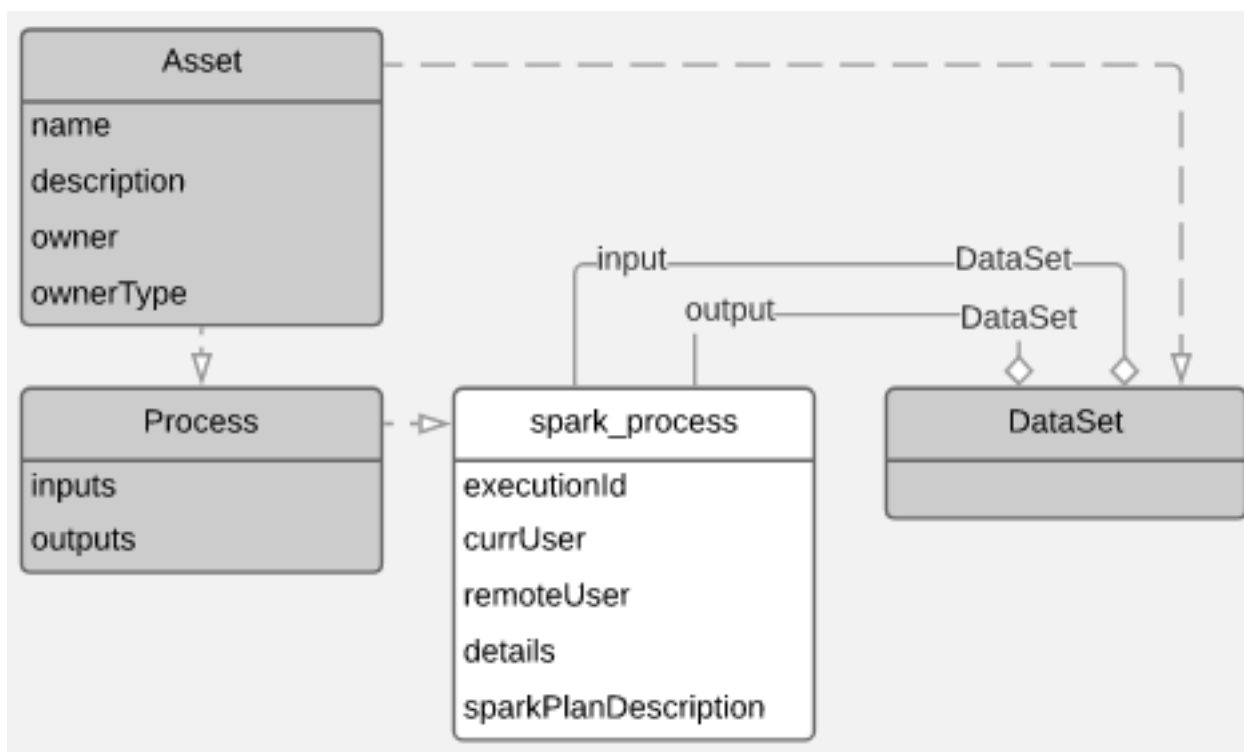 Asset
name
description
owner
ownerType
input
DataSet
output
DataSet
Process
inputs
outputs
spark_process
executionId
currUser
remoteUser
details
sparkPlanDescription
DataSet